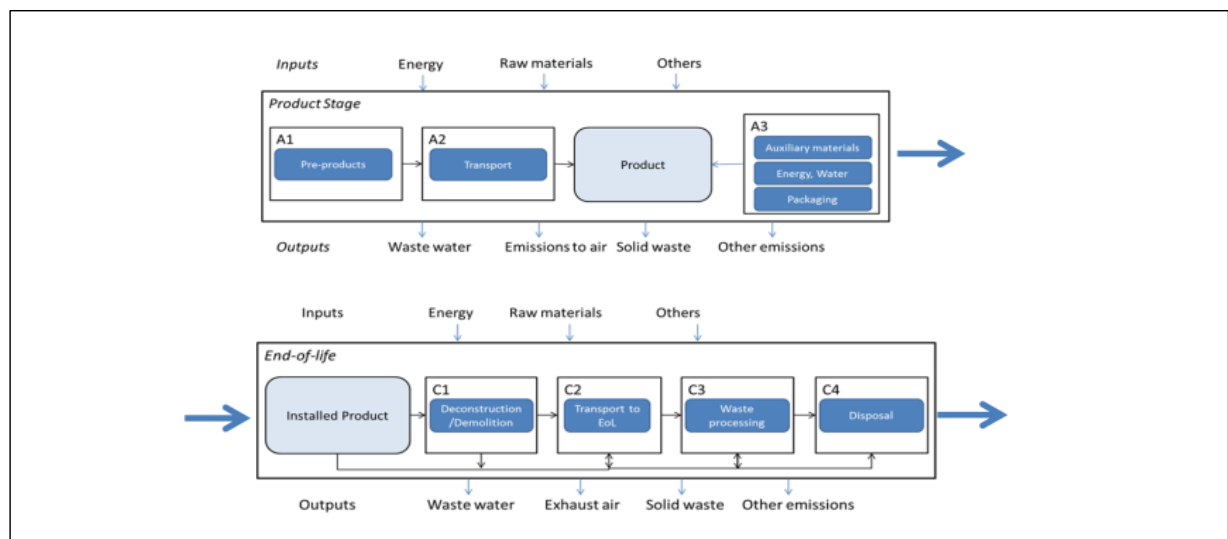 Inputs Energy Raw materials Others
Product Stage
A1
Pre-products
A2
Transport
Product
A3
Auxiliary materials
Energy, Water
Packaging
Outputs Waste water Emissions to air Solid waste Other emissions
Inputs Energy Raw materials Others
End-of-life
Installed Product
C1
Deconstruction
/Demolition
C2
Transport to
EoL
C3
Waste
processing
C4
Disposal
Outputs Waste water Exhaust air Solid waste Other emissions